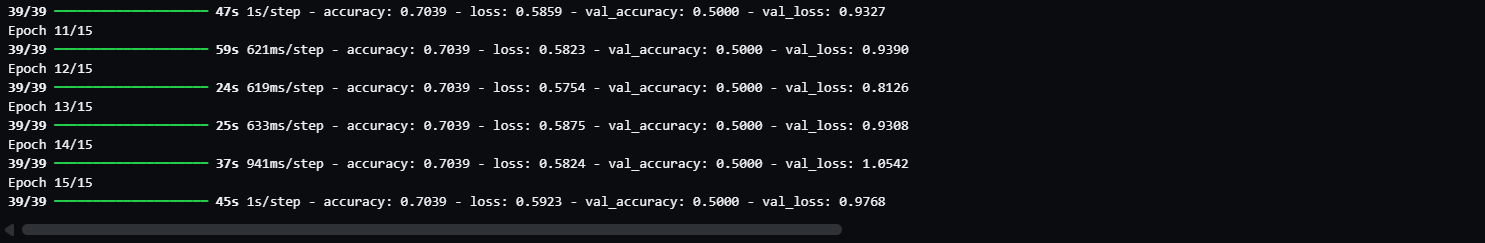 39/39 ━━━━━━━━━━━━━━━━━━━━ 47s 1s/step - accuracy: 0.7039 - loss: 0.5859 - val_accuracy: 0.5000 - val_loss: 0.9327
Epoch 11/15
39/39 ━━━━━━━━━━━━━━━━━━━━ 59s 621ms/step - accuracy: 0.7039 - loss: 0.5823 - val_accuracy: 0.5000 - val_loss: 0.9390
Epoch 12/15
39/39 ━━━━━━━━━━━━━━━━━━━━ 24s 619ms/step - accuracy: 0.7039 - loss: 0.5754 - val_accuracy: 0.5000 - val_loss: 0.8126
Epoch 13/15
39/39 ━━━━━━━━━━━━━━━━━━━━ 25s 633ms/step - accuracy: 0.7039 - loss: 0.5875 - val_accuracy: 0.5000 - val_loss: 0.9308
Epoch 14/15
39/39 ━━━━━━━━━━━━━━━━━━━━ 37s 941ms/step - accuracy: 0.7039 - loss: 0.5824 - val_accuracy: 0.5000 - val_loss: 1.0542
Epoch 15/15
39/39 ━━━━━━━━━━━━━━━━━━━━ 45s 1s/step - accuracy: 0.7039 - loss: 0.5923 - val_accuracy: 0.5000 - val_loss: 0.9768